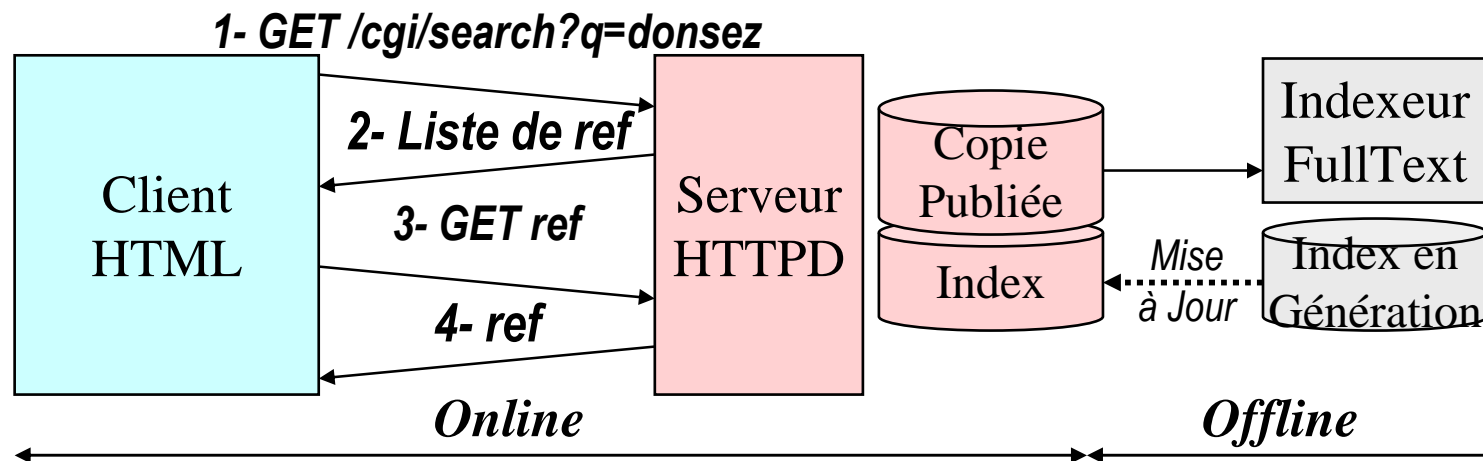 1- GET /cgi/search?q=donsez
Client
HTML
2- Liste de ref
3- GET ref
4- ref
Serveur
HTTPD
Copie
Publiée
Index
Mise
à Jour
Indexeur
FullText
Index en
Génération
Online
Offline